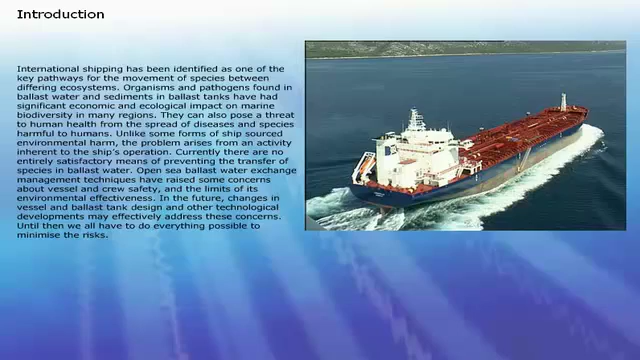 Introduction
International shipping has been identified as one of the
key pathways for the movement of species between
differing ecosystems. Organisms and pathogens found in
ballast water and sediments in ballast tanks have had
significant economic and ecological impact on marine
biodiversity in many regions. They can also pose a threat
to human health from the spread of diseases and species
harmful to humans. Unlike some forms of ship sourced
environmental harm, the problem arises from an activity
inherent to the ship's operation. Currently there are no
entirely satisfactory means of preventing the transfer of
species in ballast water. Open sea ballast water exchange
management techniques have raised some concerns
about vessel and crew safety, and the limits of its
environmental effectiveness. In the future, changes in
vessel and ballast tank design and other technological
developments may effectively address these concerns.
Until then we all have to do everything possible to
minimise the risks.